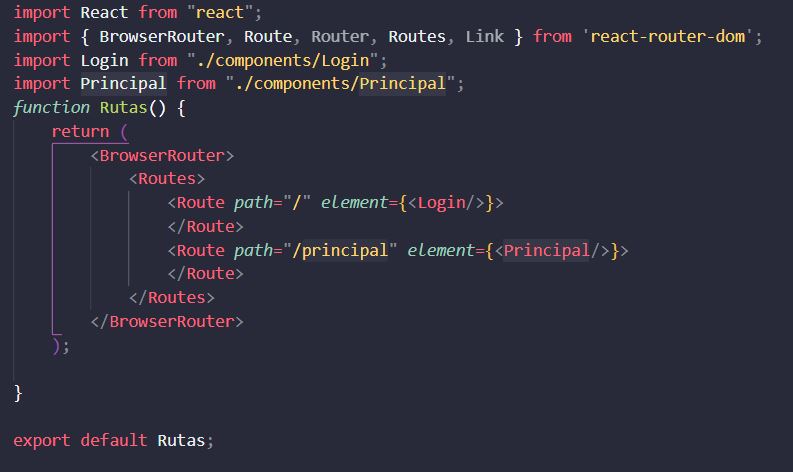 import React from "react";
import { BrowserRouter, Route, Router, Routes, Link } from 'react-router-dom';
import Login from "./components/Login";
import Principal from "./components/Principal";
function Rutas() {
    return (
        <BrowserRouter>
            <Routes>
                <Route path="/" element={<Login/>}>
                </Route>
                <Route path="/principal" element={<Principal/>}>
                </Route>
            </Routes>
        </BrowserRouter>
    );
}
export default Rutas;